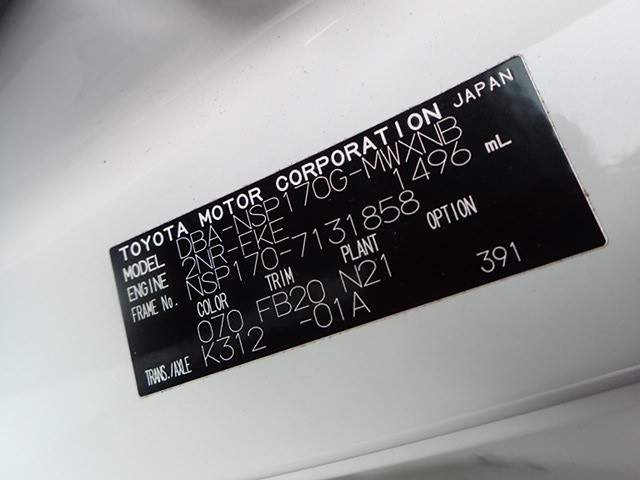 TOYOTA MOTOR CORPORATION JAPAN
MODEL DBA-NSP170G-MWXNB
ENGINE 2NR-FKE 1496 mL
FRAME No. NSP170-7131858
COLOR TRIM PLANT OPTION
070 FB20 N21 391
TRANS./AXLE K312 -01A